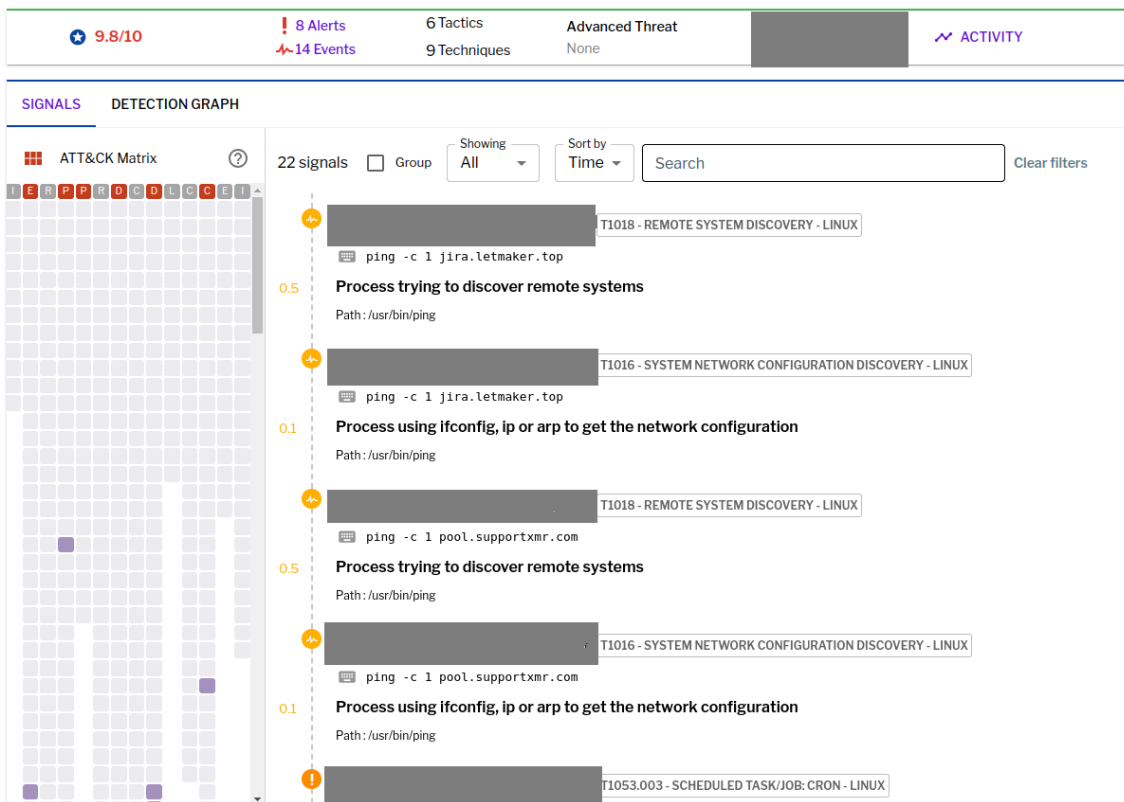 9.8/10
8 Alerts
14 Events
6 Tactics
9 Techniques
Advanced Threat
None
ACTIVITY
SIGNALS
DETECTION GRAPH
ATT&CK Matrix
I E R P P R D C D L C C E I
22 signals
Group
Showing
All
Sort by
Time
Search
Clear filters
T1018 - REMOTE SYSTEM DISCOVERY - LINUX
ping -c 1 jira.letmaker.top
0.5
Process trying to discover remote systems
Path : /usr/bin/ping
T1016 - SYSTEM NETWORK CONFIGURATION DISCOVERY - LINUX
ping -c 1 jira.letmaker.top
0.1
Process using ifconfig, ip or arp to get the network configuration
Path : /usr/bin/ping
T1018 - REMOTE SYSTEM DISCOVERY - LINUX
ping -c 1 pool.supportxmr.com
0.5
Process trying to discover remote systems
Path : /usr/bin/ping
T1016 - SYSTEM NETWORK CONFIGURATION DISCOVERY - LINUX
ping -c 1 pool.supportxmr.com
0.1
Process using ifconfig, ip or arp to get the network configuration
Path : /usr/bin/ping
T1053.003 - SCHEDULED TASK/JOB: CRON - LINUX